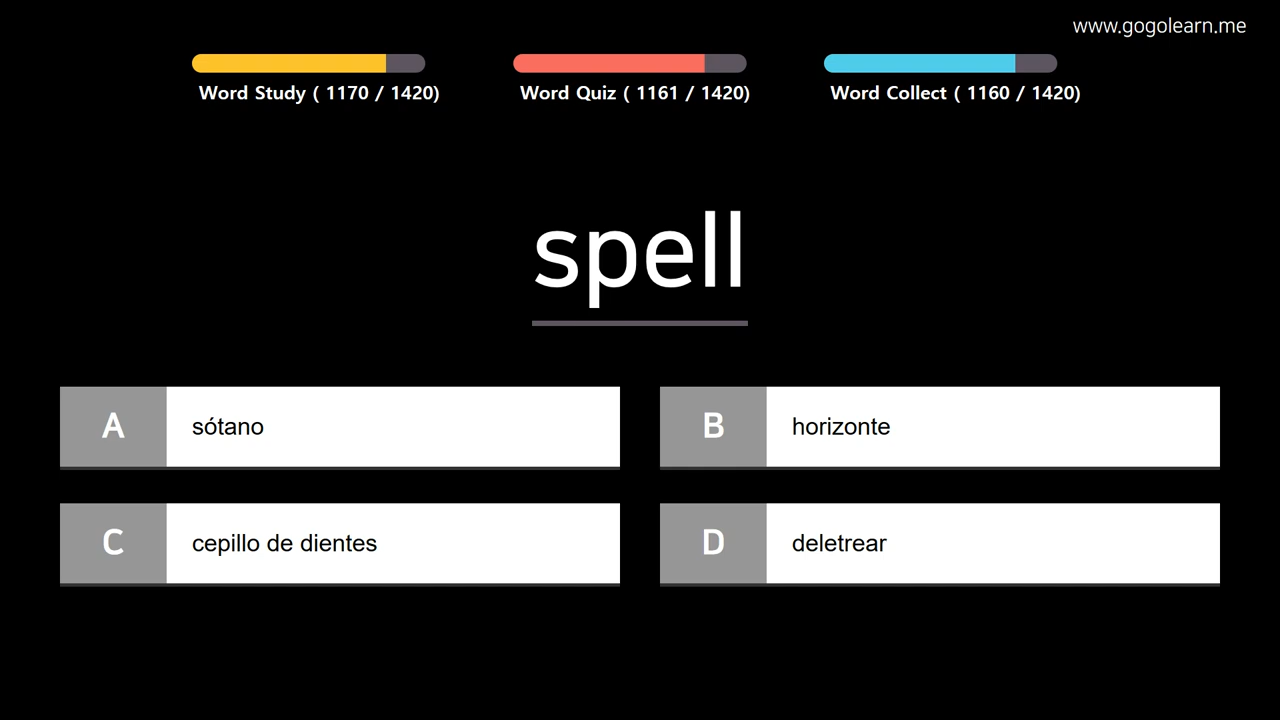 www.gogolearn.me
Word Study ( 1170 / 1420)
Word Quiz ( 1161 / 1420)
Word Collect ( 1160 / 1420)
spell
A sótano
B horizonte
C cepillo de dientes
D deletrear